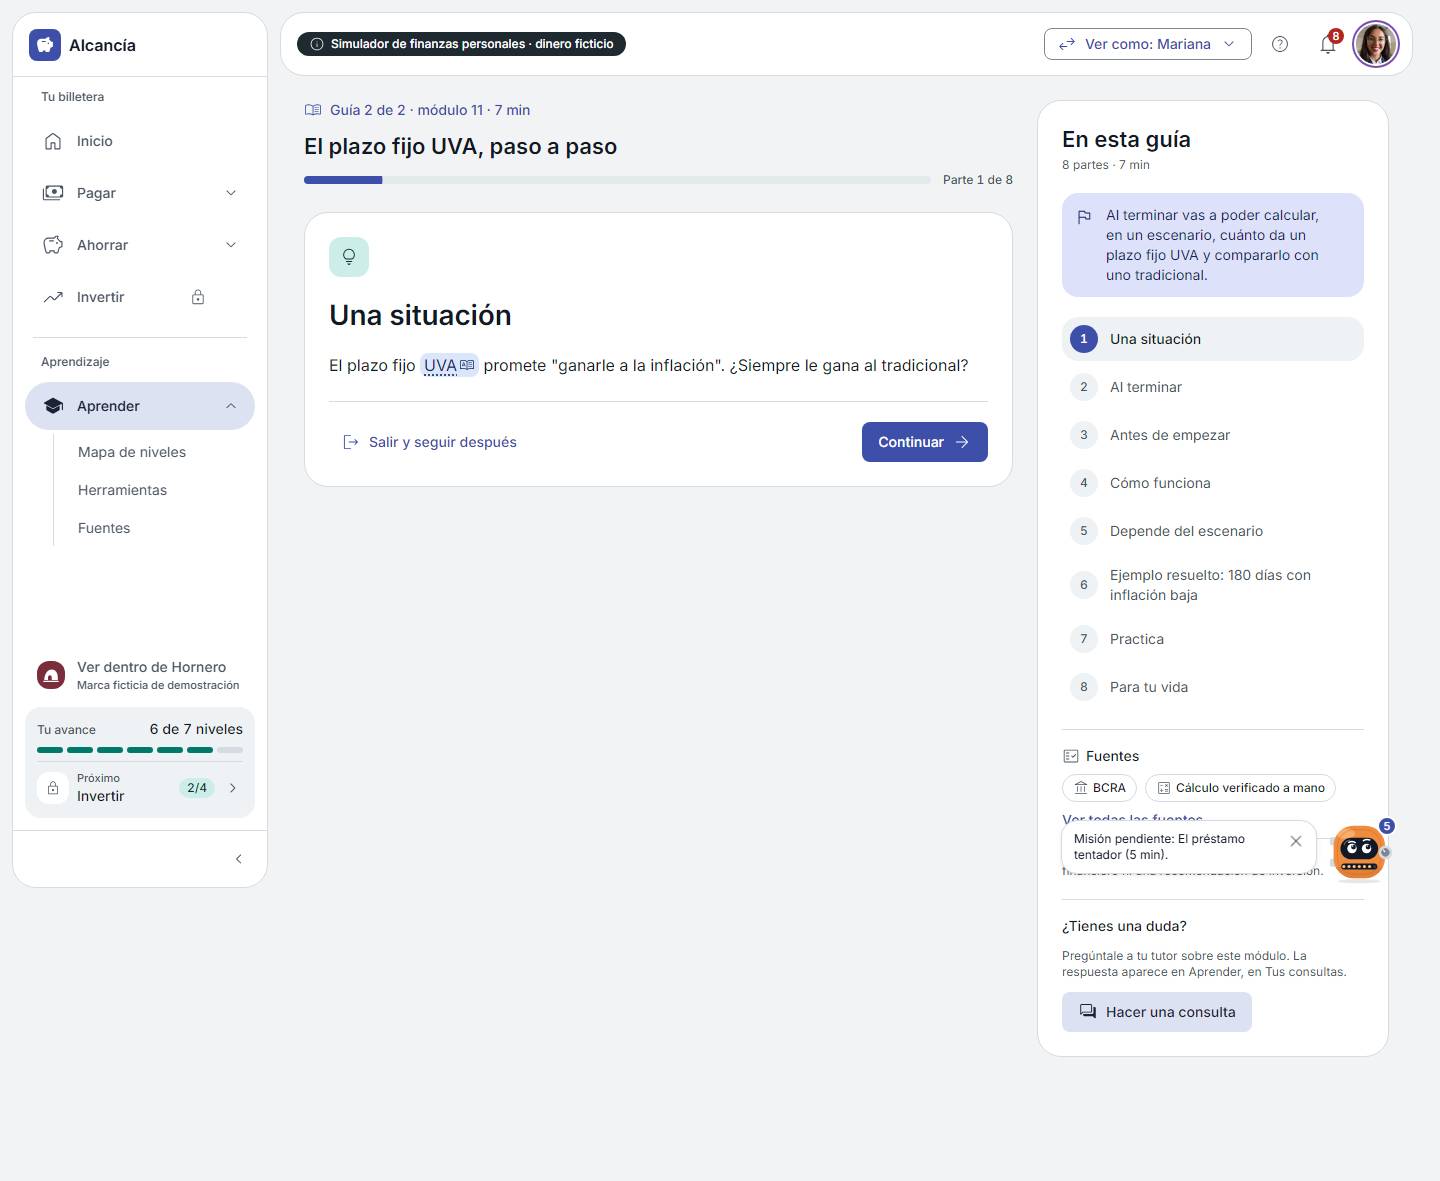 Alcancía
Simulador de finanzas personales · dinero ficticio
Ver como: Mariana
8
Tu billetera
Inicio
Pagar
Ahorrar
Invertir
Aprendizaje
Aprender
Mapa de niveles
Herramientas
Fuentes
Ver dentro de Hornero
Marca ficticia de demostración
Tu avance
6 de 7 niveles
Próximo
Invertir
2/4
Guía 2 de 2 · módulo 11 · 7 min
El plazo fijo UVA, paso a paso
Parte 1 de 8
Una situación
El plazo fijo UVA promete "ganarle a la inflación". ¿Siempre le gana al tradicional?
Salir y seguir después
Continuar
En esta guía
8 partes · 7 min
Al terminar vas a poder calcular,
en un escenario, cuánto da un
plazo fijo UVA y compararlo con
uno tradicional.
1 Una situación
2 Al terminar
3 Antes de empezar
4 Cómo funciona
5 Depende del escenario
6 Ejemplo resuelto: 180 días con
inflación baja
7 Practica
8 Para tu vida
Fuentes
BCRA
Cálculo verificado a mano
Ver todas las fuentes
Misión pendiente: El préstamo
tentador (5 min).
5
¿Tienes una duda?
Pregúntale a tu tutor sobre este módulo. La
respuesta aparece en Aprender, en Tus consultas.
Hacer una consulta